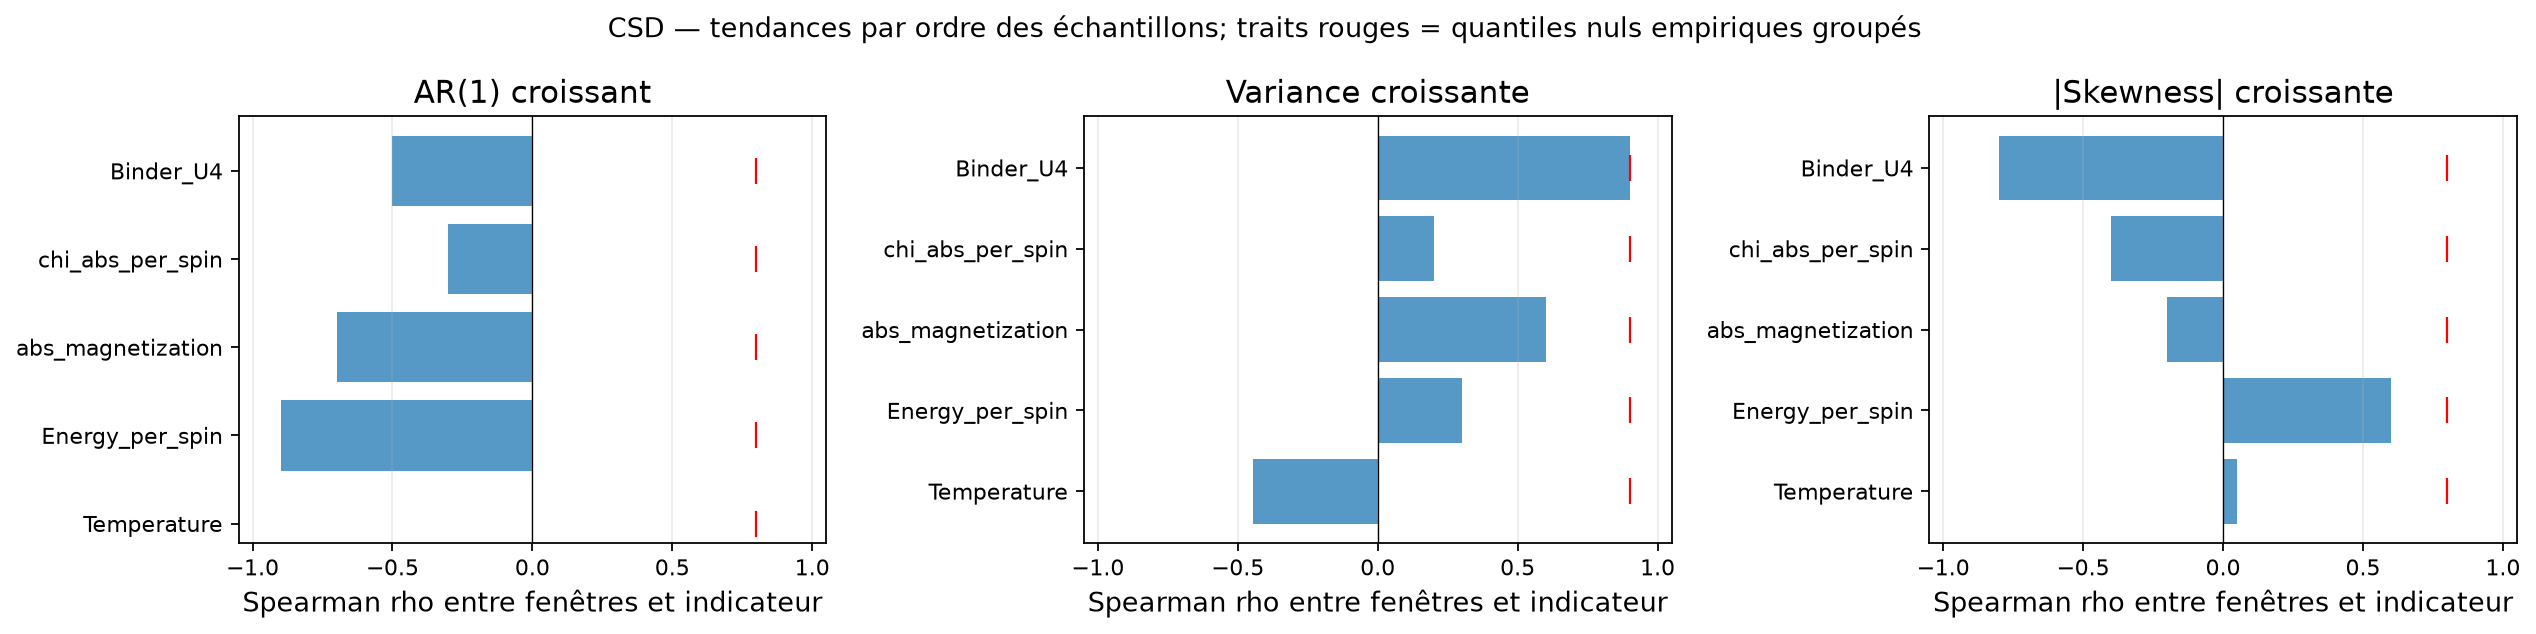 CSD — tendances par ordre des échantillons; traits rouges = quantiles nuls empiriques groupés
AR(1) croissant
Binder_U4
chi_abs_per_spin
abs_magnetization
Energy_per_spin
Temperature
−1.0 −0.5 0.0 0.5 1.0
Spearman rho entre fenêtres et indicateur
Variance croissante
Binder_U4
chi_abs_per_spin
abs_magnetization
Energy_per_spin
Temperature
−1.0 −0.5 0.0 0.5 1.0
Spearman rho entre fenêtres et indicateur
|Skewness| croissante
Binder_U4
chi_abs_per_spin
abs_magnetization
Energy_per_spin
Temperature
−1.0 −0.5 0.0 0.5 1.0
Spearman rho entre fenêtres et indicateur